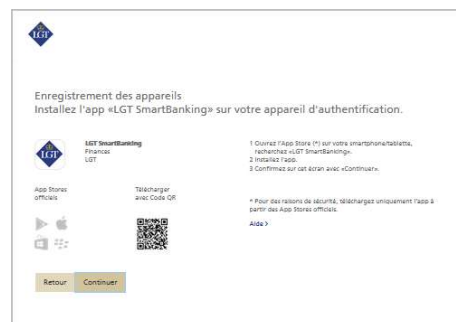 LGT
Enregistrement des appareils
Installez l'app «LGT SmartBanking» sur votre appareil d'authentification.
LGT
LGT SmartBanking
Finances
LGT
1 Ouvrez l'App Store (*) sur votre smartphone/tablette,
recherchez «LGT SmartBanking».
2 Installez l'app.
3 Confirmez sur cet écran avec «Continuer».
App Stores
officiels
Télécharger
avec Code QR
* Pour des raisons de sécurité, téléchargez uniquement l'app à
partir des App Stores officiels.
Aide >
Retour
Continuer